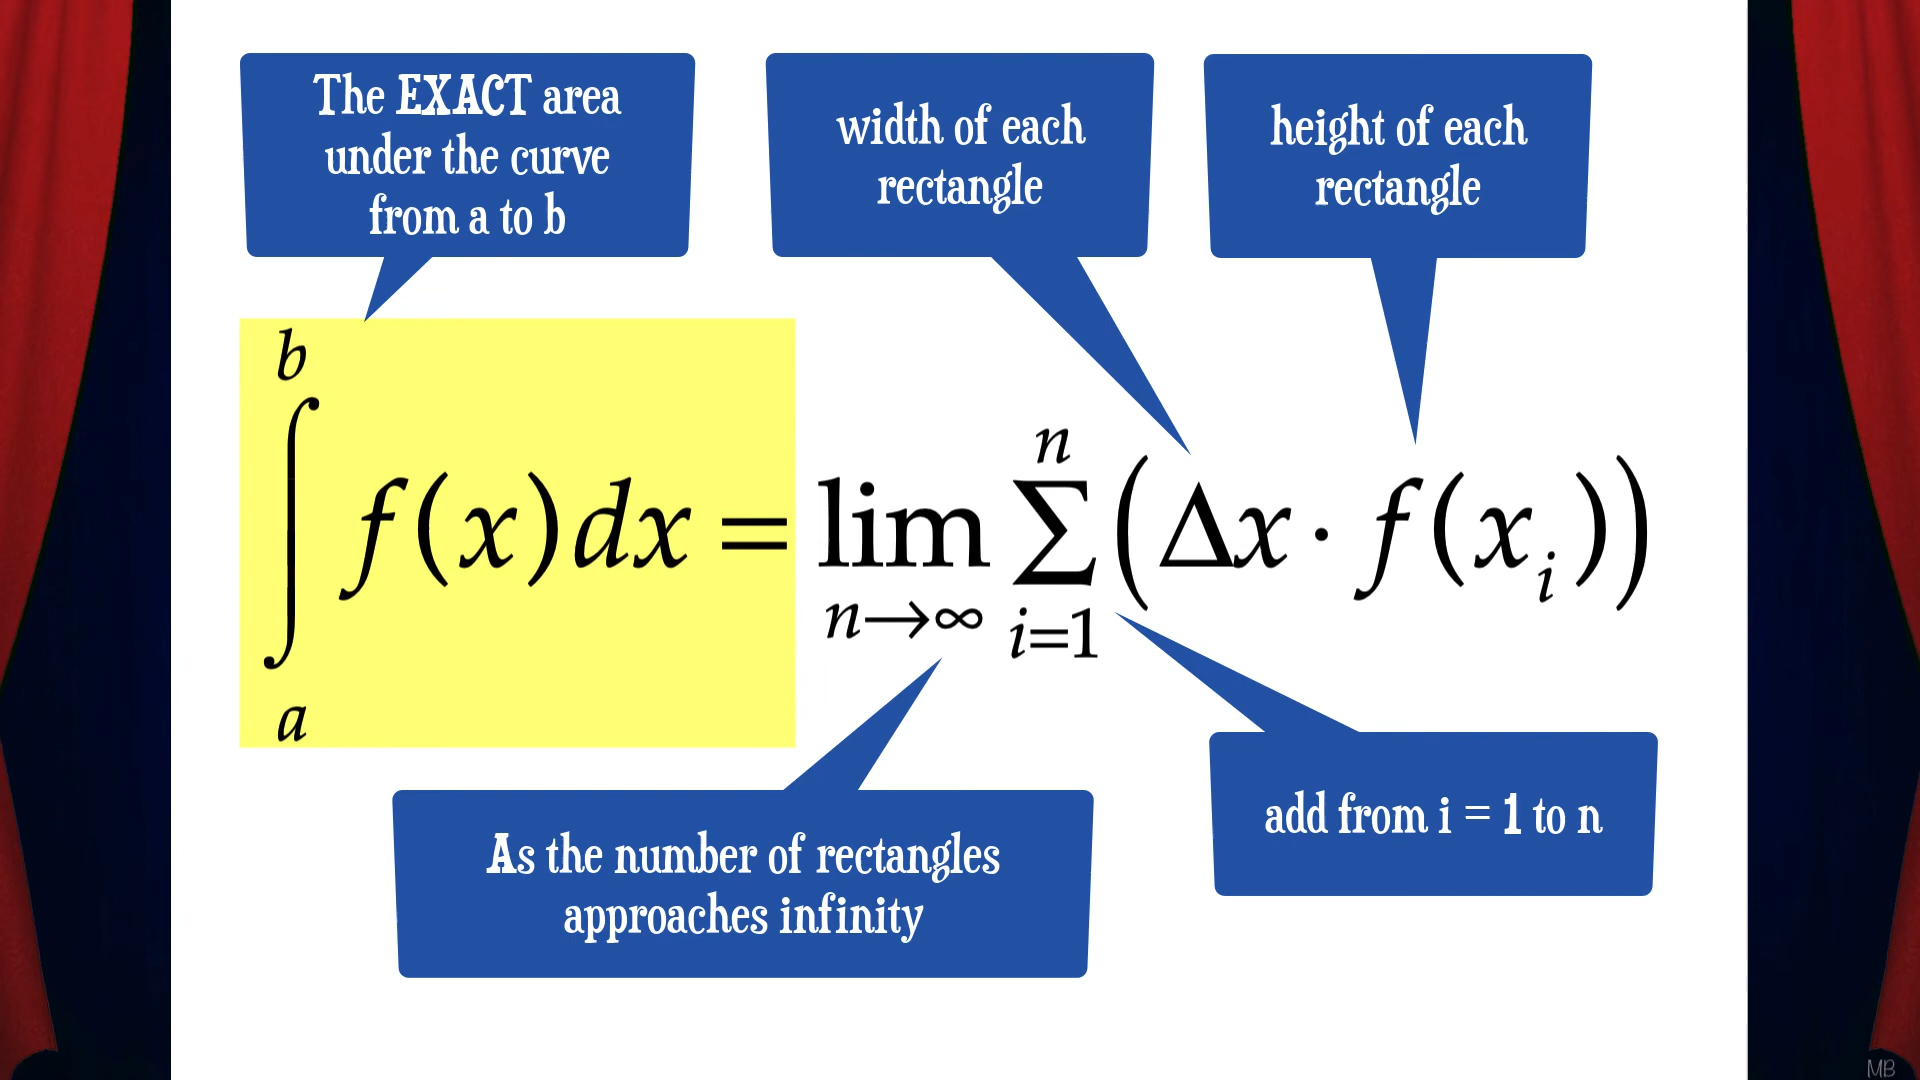 The EXACT area
under the curve
from a to b
width of each
rectangle
height of each
rectangle
b
∫ f(x)dx = lim ∑ (Δx · f(xᵢ))
n
n→∞ i=1
a
As the number of rectangles
approaches infinity
add from i = 1 to n
MB